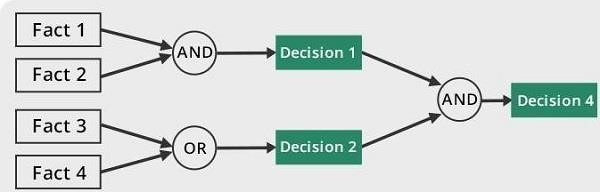 Fact 1
Fact 2
AND
Decision 1
Fact 3
Fact 4
OR
Decision 2
AND
Decision 4